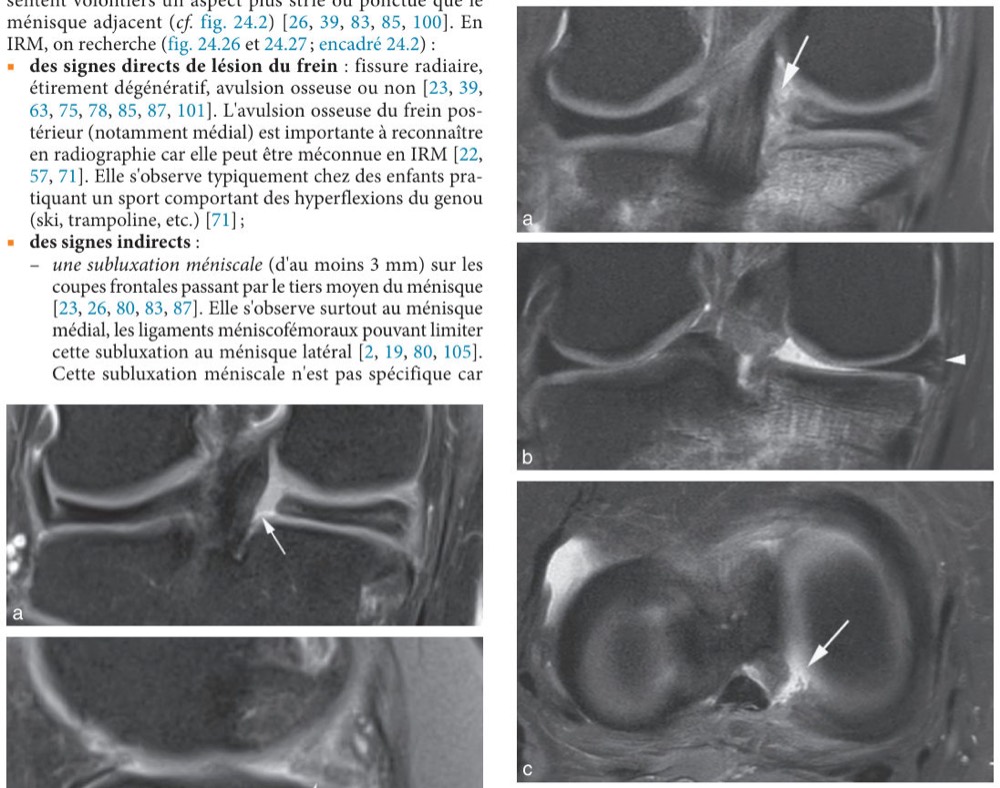 sentent volontiers un aspect plus strié ou ponctué que le
ménisque adjacent (cf. fig. 24.2) [26, 39, 83, 85, 100]. En
IRM, on recherche (fig. 24.26 et 24.27 ; encadré 24.2) :
▪ des signes directs de lésion du frein : fissure radiaire,
étirement dégénératif, avulsion osseuse ou non [23, 39,
63, 75, 78, 85, 87, 101]. L'avulsion osseuse du frein pos-
térieur (notamment médial) est importante à reconnaître
en radiographie car elle peut être méconnue en IRM [22,
57, 71]. Elle s'observe typiquement chez des enfants pra-
tiquant un sport comportant des hyperflexions du genou
(ski, trampoline, etc.) [71] ;
▪ des signes indirects :
– une subluxation méniscale (d'au moins 3 mm) sur les
coupes frontales passant par le tiers moyen du ménisque
[23, 26, 80, 83, 87]. Elle s'observe surtout au ménisque
médial, les ligaments méniscofémoraux pouvant limiter
cette subluxation au ménisque latéral [2, 19, 80, 105].
Cette subluxation méniscale n'est pas spécifique car
a
a
b
c